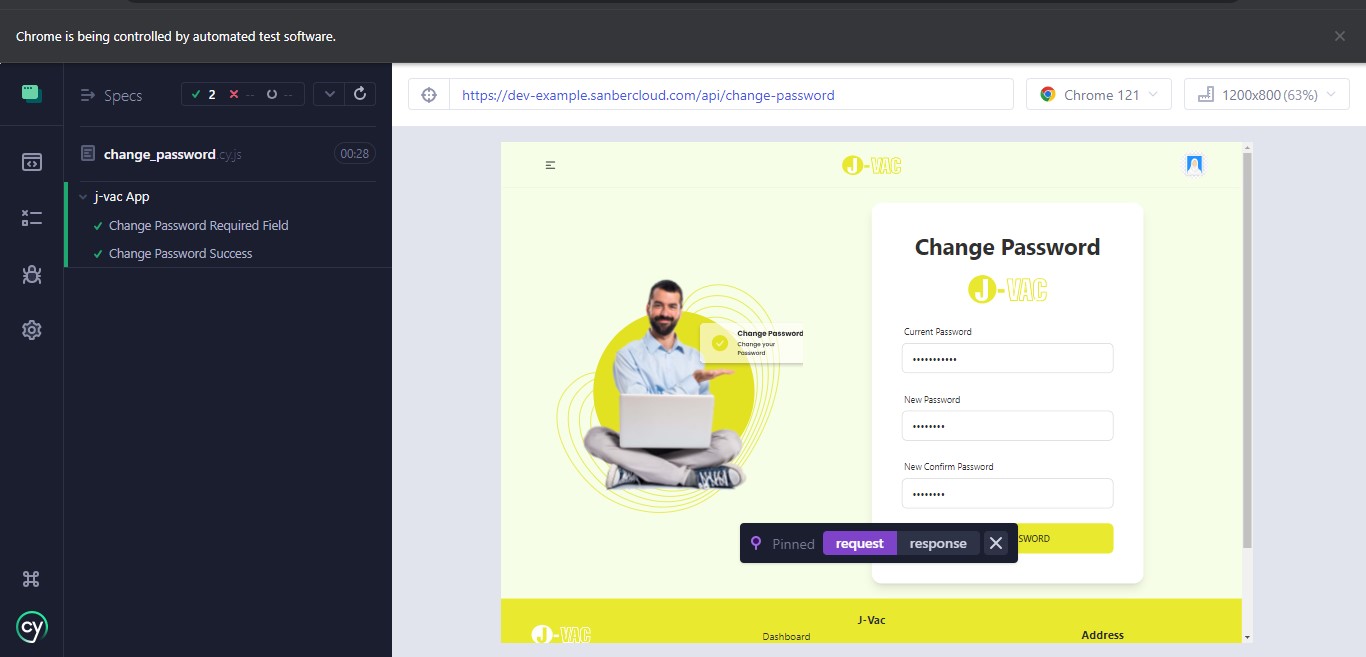 Chrome is being controlled by automated test software.
Specs
2
--
--
https://dev-example.sanbercloud.com/api/change-password
Chrome 121
1200x800 (63%)
change_password.cy.js
00:28
j-vac App
Change Password Required Field
Change Password Success
J-VAC
Change Password
J-VAC
Change Password
Change your
Password
Current Password
New Password
New Confirm Password
SWORD
Pinned
request
response
J-VAC
J-Vac
Dashboard
Address
cy